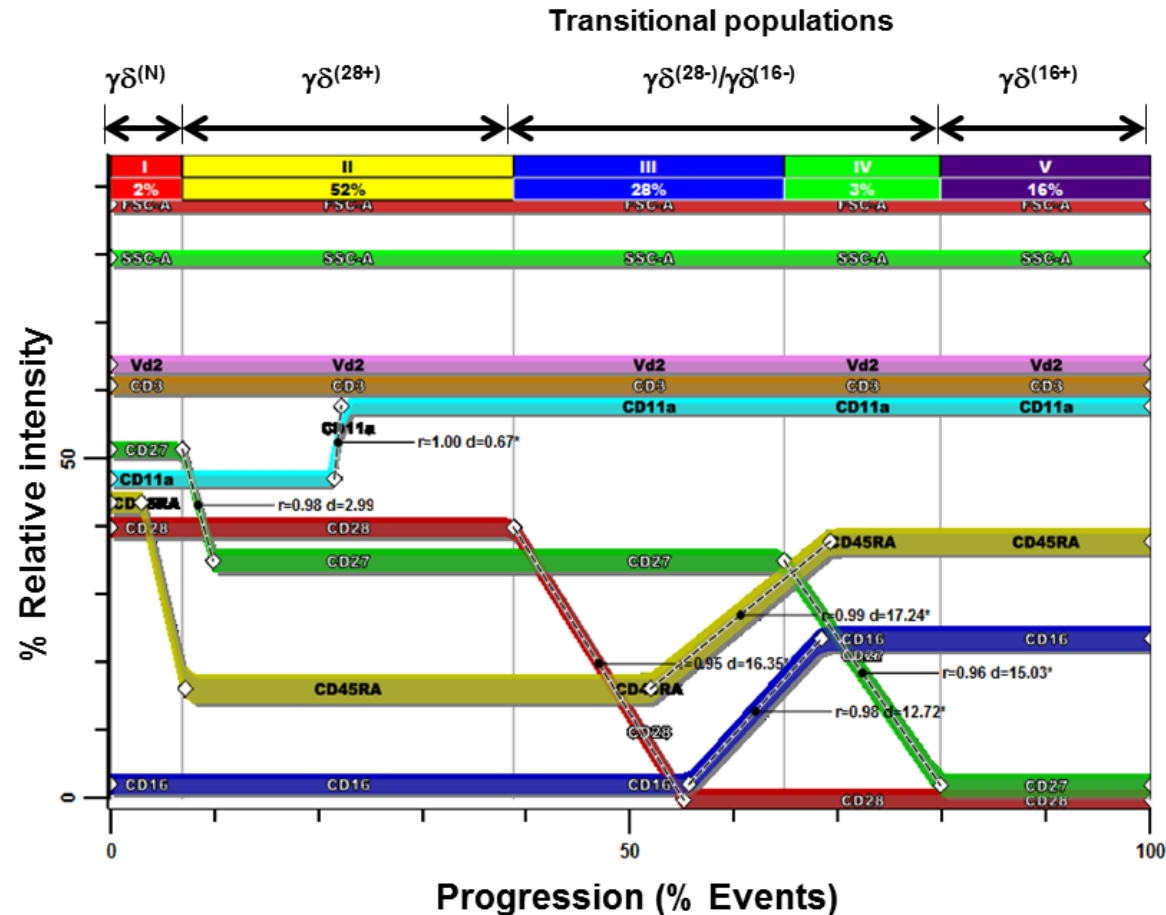 Transitional populations
γδ(N) γδ(28+) γδ(28-)/γδ(16-) γδ(16+)
I II III IV V
2% 52% 28% 3% 16%
FSC-A FSC-A FSC-A FSC-A FSC-A
SSC-A SSC-A SSC-A SSC-A SSC-A
Vd2 Vd2 Vd2 Vd2 Vd2
CD3 CD3 CD3 CD3 CD3
CD11a CD11a CD11a
CD11a
r=1.00 d=0.67*
50
CD27
CD11a
CD45RA
r=0.98 d=2.99
CD28 CD28
CD45RA CD45RA
CD27 CD27
r=0.99 d=17.24*
CD16 CD16
CD27
r=0.95 d=16.35*
r=0.96 d=15.03*
CD45RA CD45RA
r=0.98 d=12.72*
CD28
CD16 CD16 CD16
CD27
CD28 CD28
0
0 50 100
% Relative intensity
Progression (% Events)